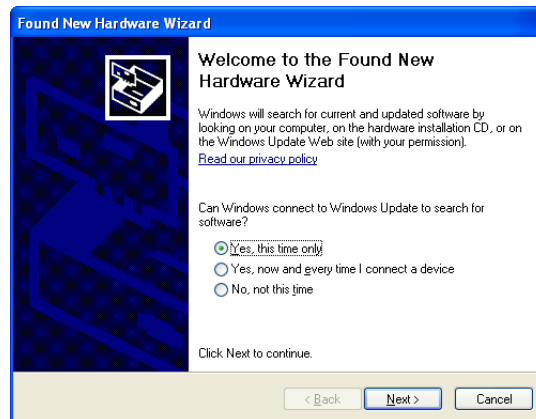 Found New Hardware Wizard
Welcome to the Found New
Hardware Wizard
Windows will search for current and updated software by
looking on your computer, on the hardware installation CD, or on
the Windows Update Web site (with your permission).
Read our privacy policy
Can Windows connect to Windows Update to search for
software?
Yes, this time only
Yes, now and every time I connect a device
No, not this time
Click Next to continue.
< Back
Next >
Cancel